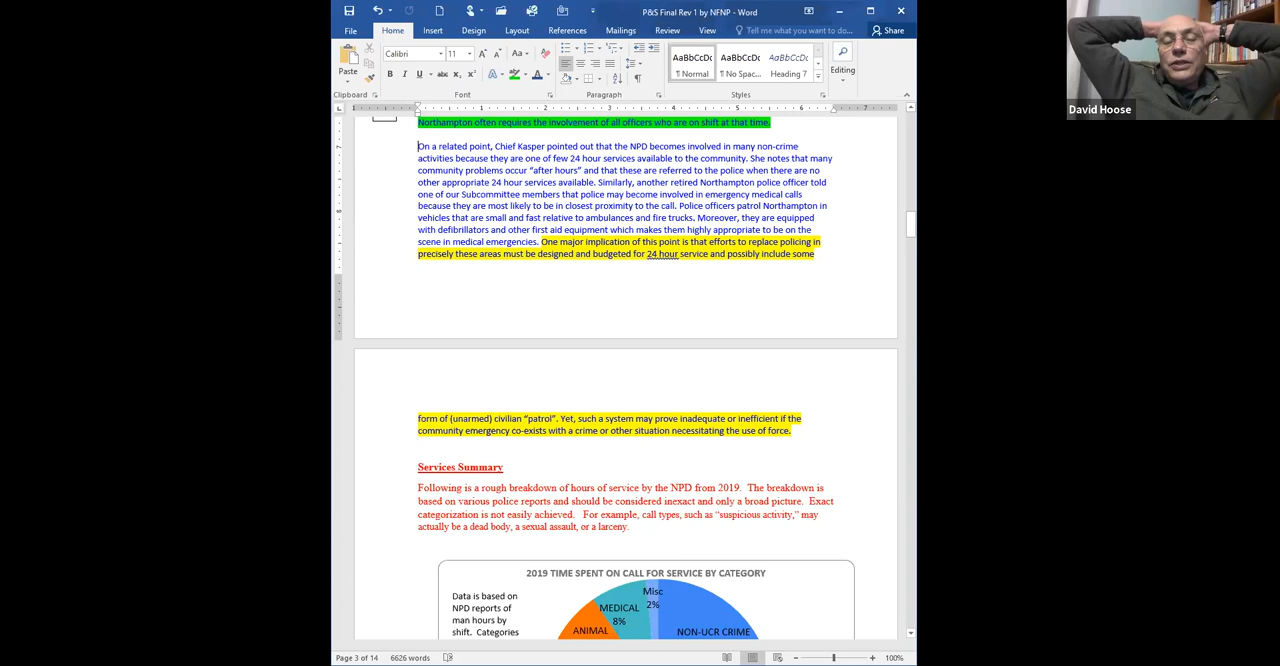 P&S Final Rev 1 by NFNP - Word
File Home Insert Design Layout References Mailings Review View Tell me what you want to do... Share
Paste
Calibri 11
Aa
B I U abc x₂ x² A
AaBbCcDc AaBbCcDc AaBbCcDc
¶ Normal ¶ No Spac... Heading 7
Editing
Clipboard Font Paragraph Styles
1 1 2 3 4 5 6 7
David Hoose
Northampton often requires the involvement of all officers who are on shift at that time.
On a related point, Chief Kasper pointed out that the NPD becomes involved in many non-crime
activities because they are one of few 24 hour services available to the community. She notes that many
community problems occur “after hours” and that these are referred to the police when there are no
other appropriate 24 hour services available. Similarly, another retired Northampton police officer told
one of our Subcommittee members that police may become involved in emergency medical calls
because they are most likely to be in closest proximity to the call. Police officers patrol Northampton in
vehicles that are small and fast relative to ambulances and fire trucks. Moreover, they are equipped
with defibrillators and other first aid equipment which makes them highly appropriate to be on the
scene in medical emergencies. One major implication of this point is that efforts to replace policing in
precisely these areas must be designed and budgeted for 24 hour service and possibly include some
form of (unarmed) civilian “patrol”. Yet, such a system may prove inadequate or inefficient if the
community emergency co-exists with a crime or other situation necessitating the use of force.
Services Summary
Following is a rough breakdown of hours of service by the NPD from 2019. The breakdown is
based on various police reports and should be considered inexact and only a broad picture. Exact
categorization is not easily achieved. For example, call types, such as “suspicious activity,” may
actually be a dead body, a sexual assault, or a larceny.
2019 TIME SPENT ON CALL FOR SERVICE BY CATEGORY
Data is based on
NPD reports of
man hours by
shift. Categories
Misc
2%
MEDICAL
8%
ANIMAL
NON-UCR CRIME
Page 3 of 14 6626 words
100%